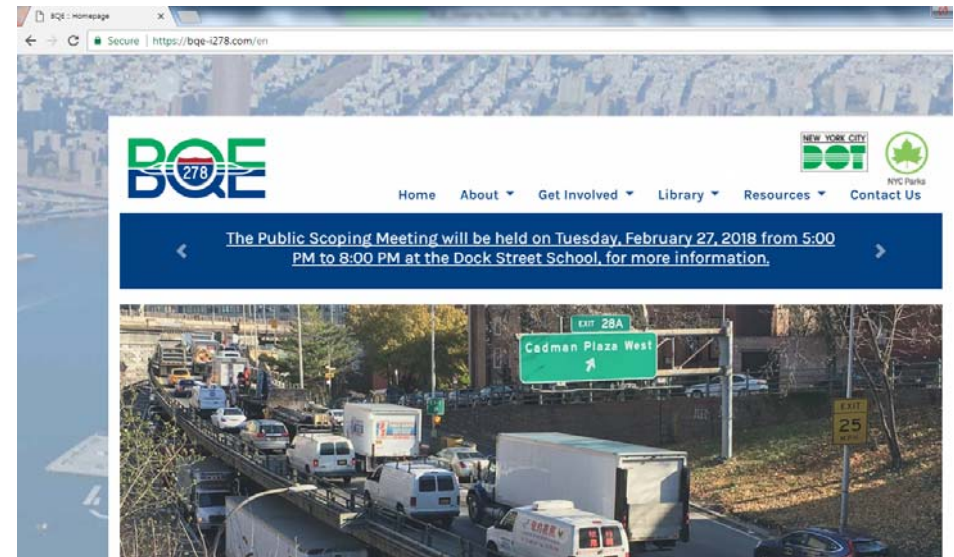 BQE : Homepage
Secure | https://bqe-i278.com/en
BQE
278
NEW YORK CITY
DOT
NYC Parks
Home About Get Involved Library Resources Contact Us
The Public Scoping Meeting will be held on Tuesday, February 27, 2018 from 5:00
PM to 8:00 PM at the Dock Street School, for more information.
EXIT 28A
Cadman Plaza West
EXIT
25
MPH